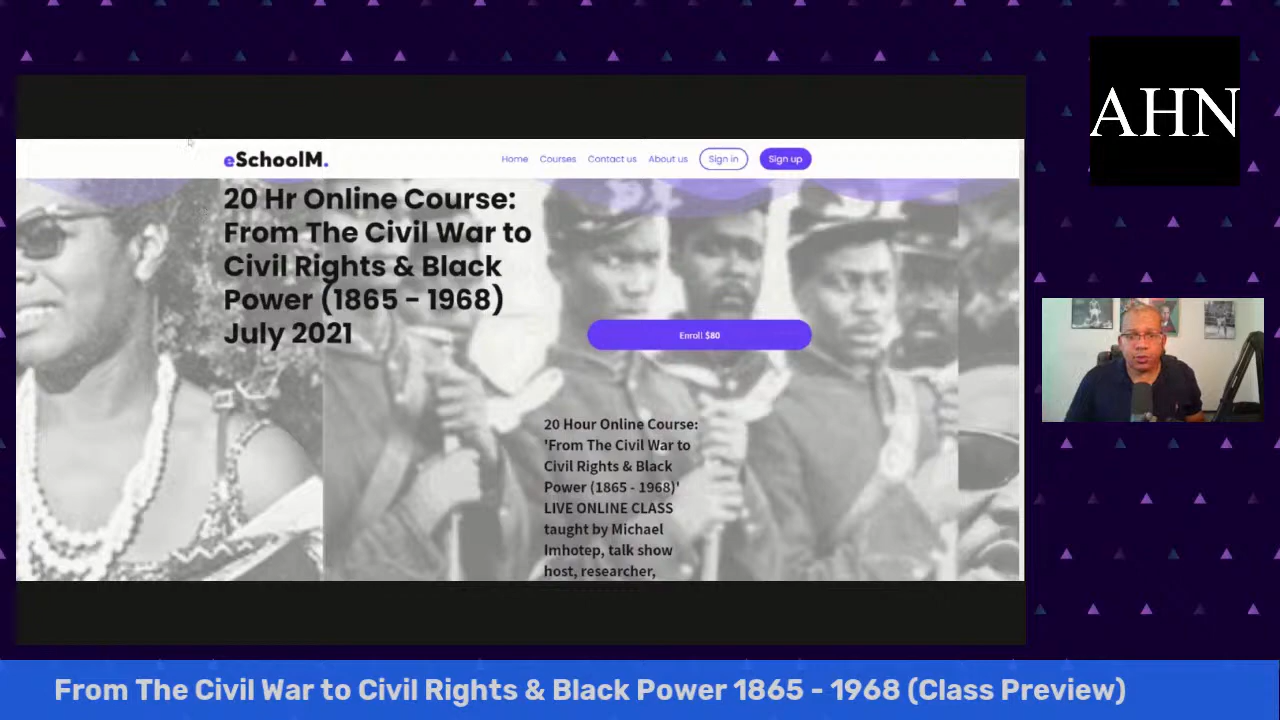 AHN
eSchoolM.
Home Courses Contact us About us Sign in Sign up
20 Hr Online Course:
From The Civil War to
Civil Rights & Black
Power (1865 - 1968)
July 2021
Enroll $80
20 Hour Online Course:
'From The Civil War to
Civil Rights & Black
Power (1865 - 1968)'
LIVE ONLINE CLASS
taught by Michael
Imhotep, talk show
host, researcher,
From The Civil War to Civil Rights & Black Power 1865 - 1968 (Class Preview)